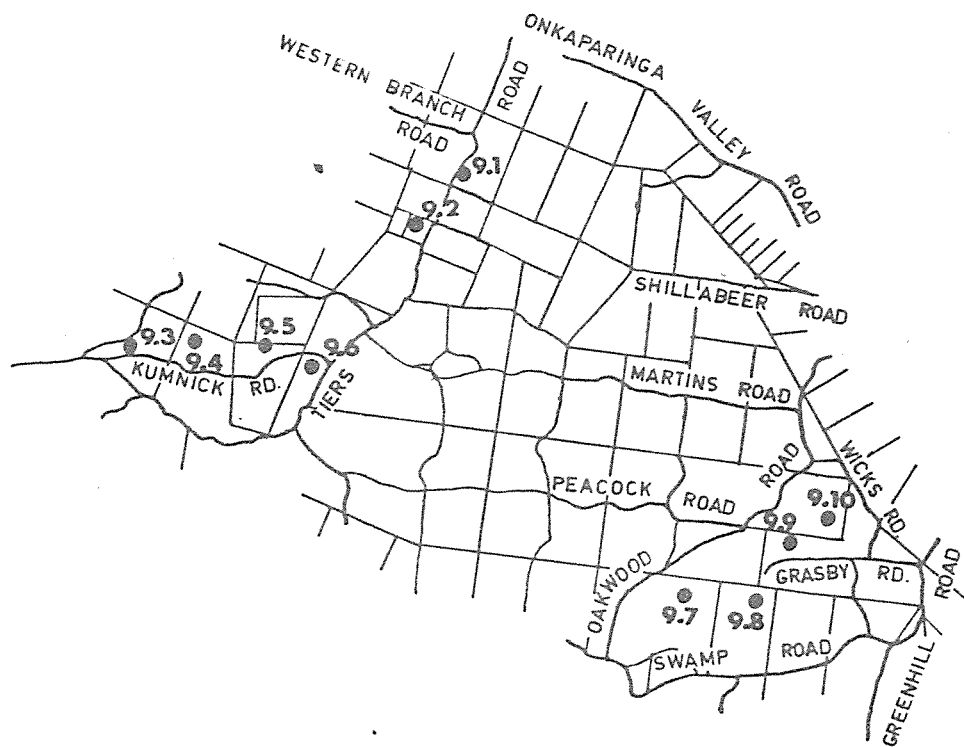 ONKAPARINGA VALLEY ROAD
WESTERN BRANCH ROAD
ROAD
9.1
9.2
SHILLABEER ROAD
9.3
9.4
9.5
9.6
KUMNICK RD.
TIERS
MARTINS ROAD
WICKS RD.
ROAD
PEACOCK ROAD
9.10
9.9
OAKWOOD
GRASBY RD.
9.7
9.8
SWAMP ROAD
GREENHILL ROAD